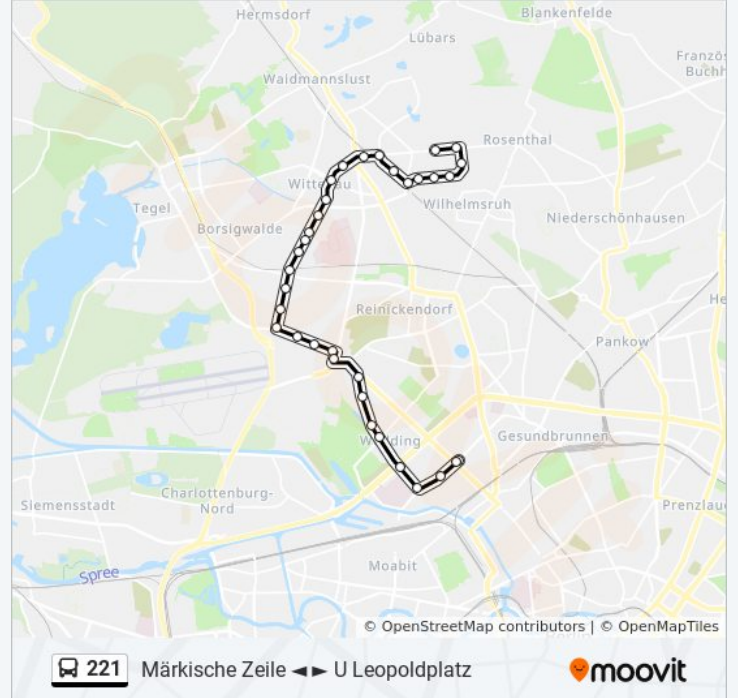 Hermsdorf
Blankenfelde
Lübars
Franzö
Buchh
Waidmannslust
Rosenthal
Wittenau
Wilhelmsruh
Tegel
Niederschönhausen
Borsigwalde
He
Reinickendorf
Pankow
Wedding
Gesundbrunnen
Charlottenburg-
Nord
Siemensstadt
Prenzlau
Moabit
Spree
© OpenStreetMap contributors | © OpenMapTiles
221 Märkische Zeile ◄► U Leopoldplatz
moovit